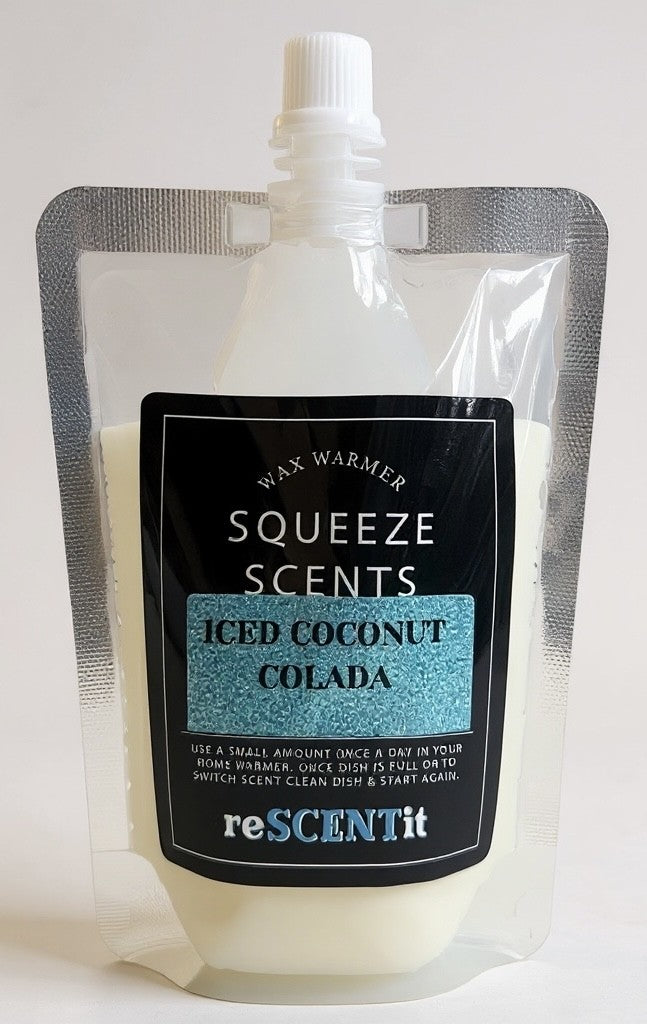 WAX WARMER
SQUEEZE
SCENTS
ICED COCONUT
COLADA
USE A SMALL AMOUNT ONCE A DAY IN YOUR
HOME WARMER. ONCE DISH IS FULL OR TO
SWITCH SCENT CLEAN DISH & START AGAIN.
reSCENTit